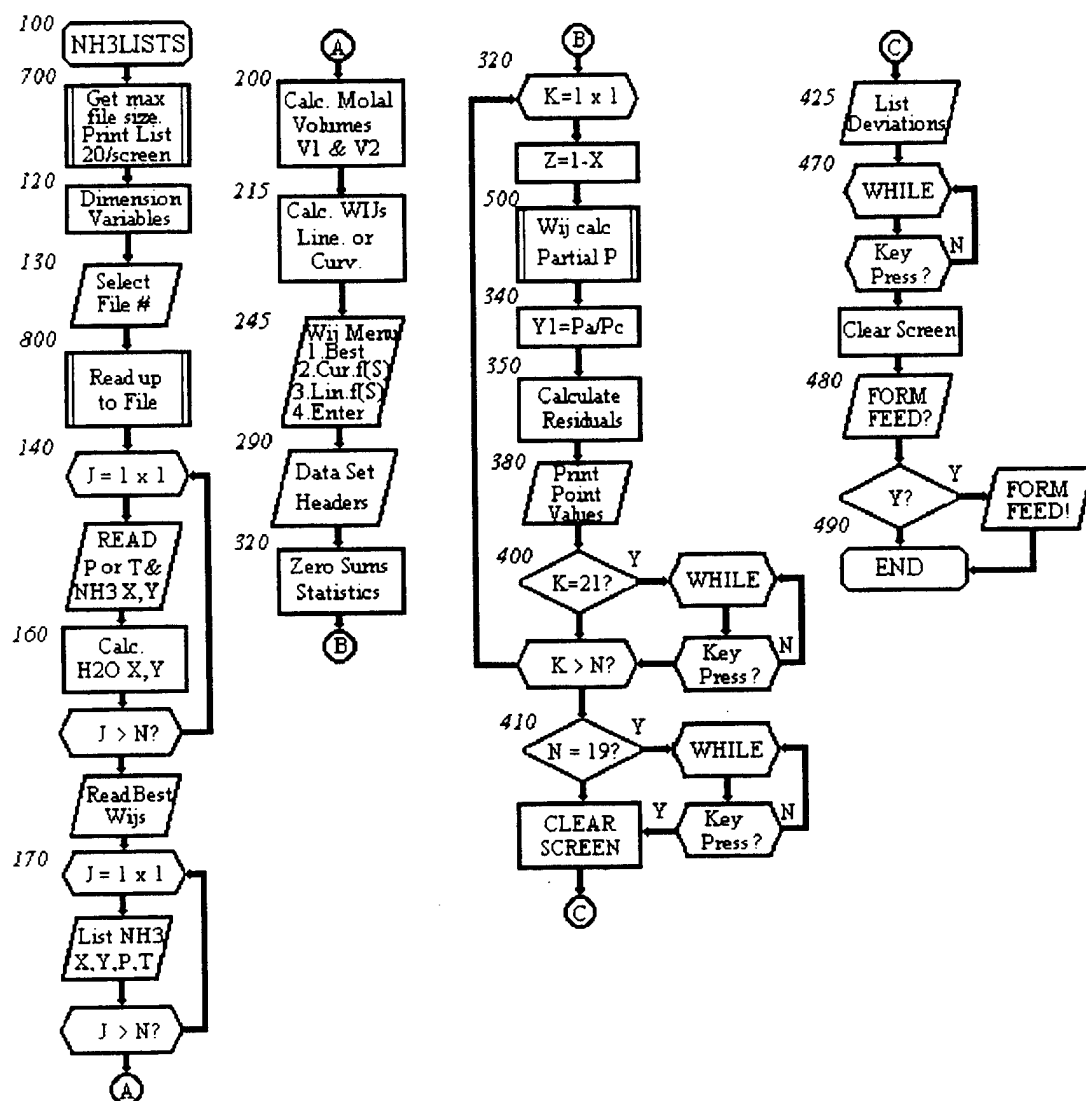 100
NH3LISTS
700
Get max
file size.
Print List
20/screen
120
Dimension
Variables
130
Select
File #
800
Read up
to File
140
J = 1 x 1
READ
P or T &
NH3 X,Y
160
Calc.
H2O X,Y
J > N?
Read Best
Wijs
170
J = 1 x 1
List NH3
X,Y,P,T
J > N?
A
A
200
Calc. Molal
Volumes
V1 & V2
215
Calc. WIJs
Line. or
Curv.
245
Wij Menu
1.Best
2.Cur.f(S)
3.Lin.f(S)
4.Enter
290
Data Set
Headers
320
Zero Sums
Statistics
B
B
320
K=1 x 1
Z=1-X
500
Wij calc
Partial P
340
Y1=Pa/Pc
350
Calculate
Residuals
380
Print
Point
Values
400
K=21?
Y
WHILE
K > N?
Key
Press?
N
410
N = 19?
Y
WHILE
CLEAR
SCREEN
Y
Key
Press?
N
C
C
425
List
Deviations
470
WHILE
Key
Press?
N
Clear Screen
480
FORM
FEED?
Y?
Y
FORM
FEED!
490
END